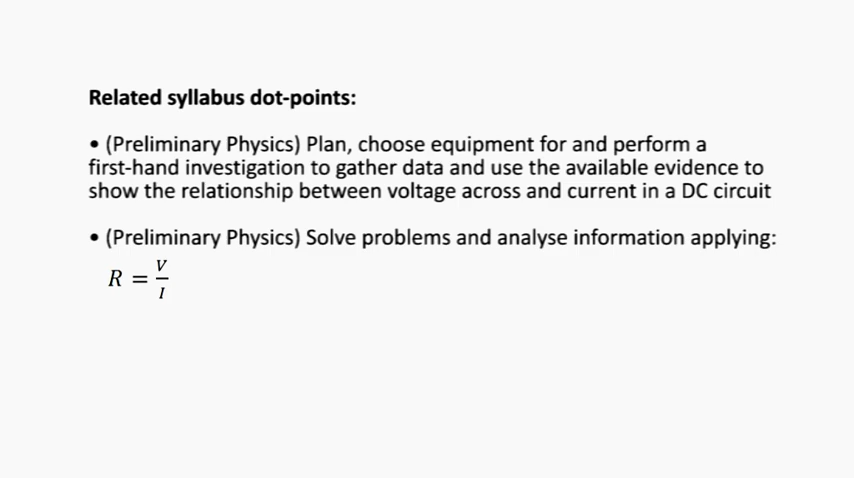 Related syllabus dot-points:
• (Preliminary Physics) Plan, choose equipment for and perform a
first-hand investigation to gather data and use the available evidence to
show the relationship between voltage across and current in a DC circuit
• (Preliminary Physics) Solve problems and analyse information applying:
R = V/I